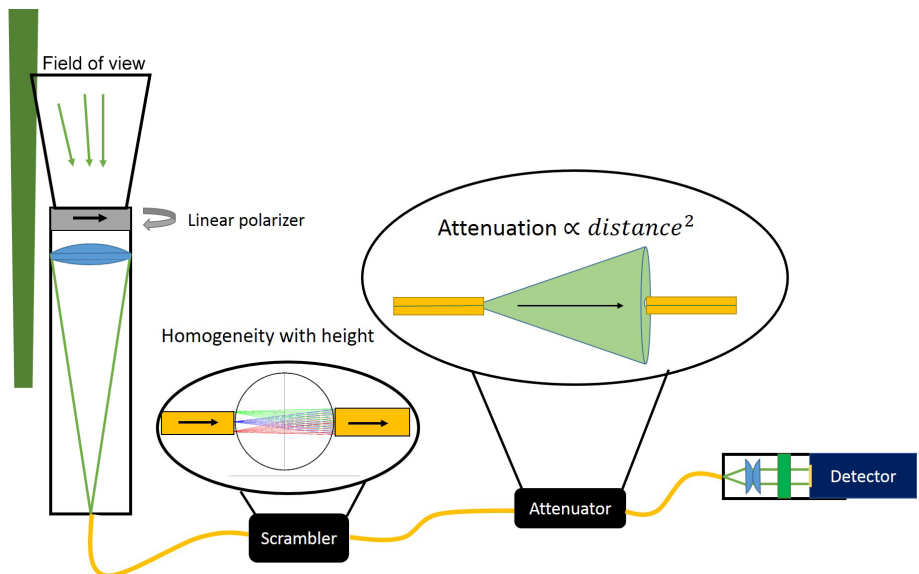 Field of view
Linear polarizer
Attenuation ∝ distance²
Homogeneity with height
Scrambler
Attenuator
Detector